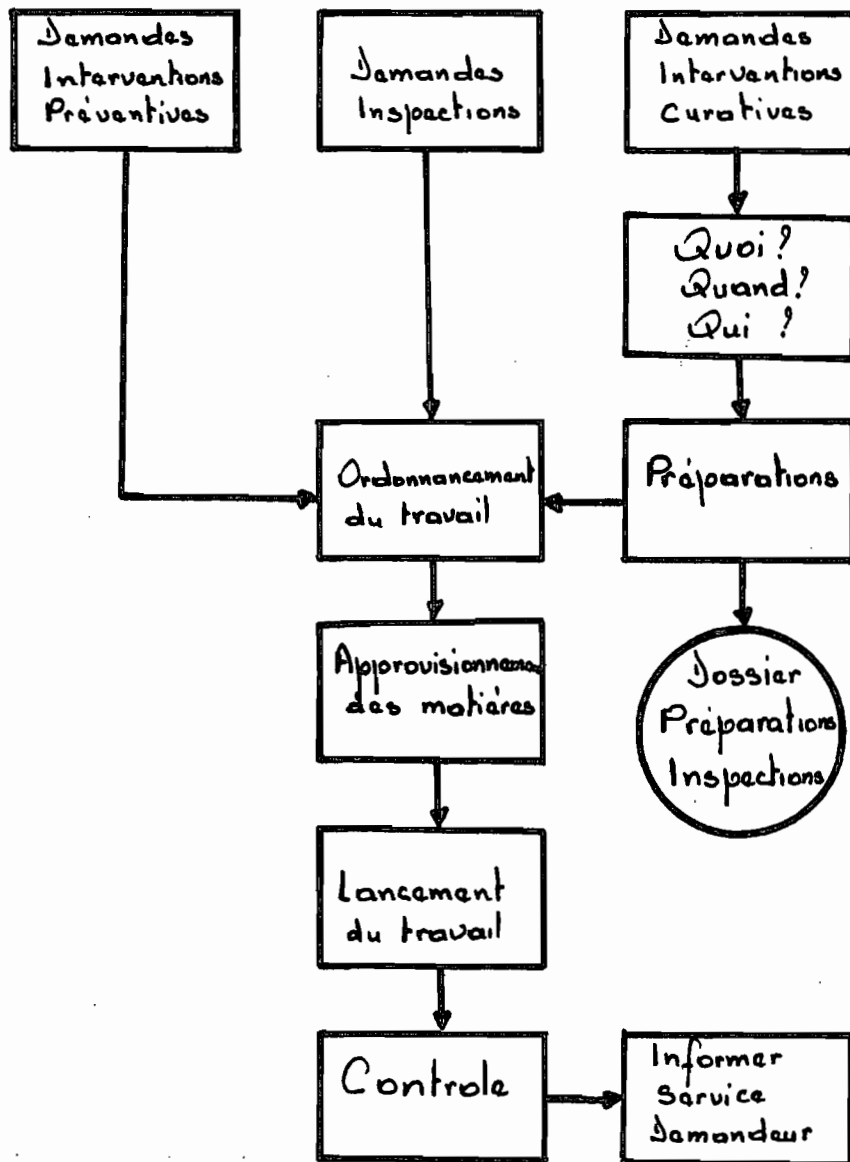 Demandes
Interventions
Préventives
Demandes
Inspections
Demandes
Interventions
Curatives
Quoi?
Quand?
Qui ?
Ordonnancement
du travail
Préparations
Approvisionnement
des matières
Dossier
Préparations
Inspections
Lancement
du travail
Controle
Informer
Service
Demandeur